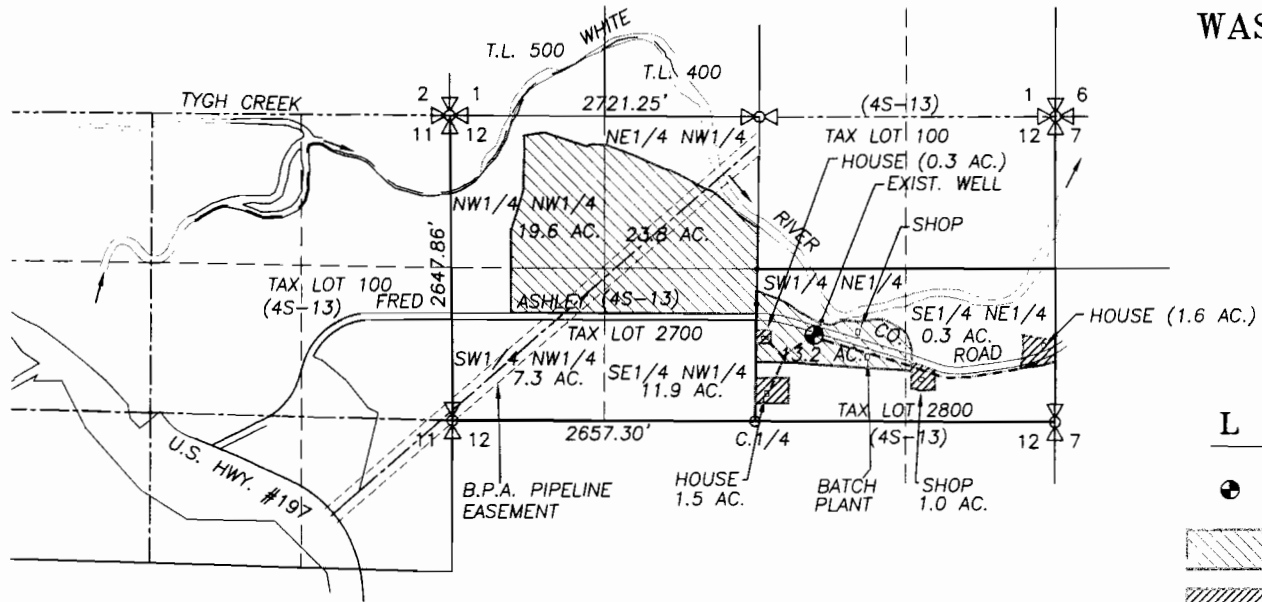 WAS
WHITE
T.L. 500
T.L. 400
TYGH CREEK
2 1
2721.25'
(4S-13)
1 6
11 12
NE1/4 NW1/4
TAX LOT 100
12 7
HOUSE (0.3 AC.)
EXIST. WELL
NW1/4 NW1/4
19.6 AC.
23.8 AC.
RIVER
SHOP
2647.86'
SW1/4 NE1/4
TAX LOT 100
(4S-13)
FRED
ASHLEY
(4S-13)
CO.
SE1/4 NE1/4
0.3 AC.
HOUSE (1.6 AC.)
TAX LOT 2700
ROAD
13.2 AC.
SW1/4 NW1/4
7.3 AC.
SE1/4 NW1/4
11.9 AC.
TAX LOT 2800
(4S-13)
11 12
2657.30'
C.1/4
12 7
L
U.S. HWY. #197
B.P.A. PIPELINE
EASEMENT
HOUSE
1.5 AC.
BATCH
PLANT
SHOP
1.0 AC.